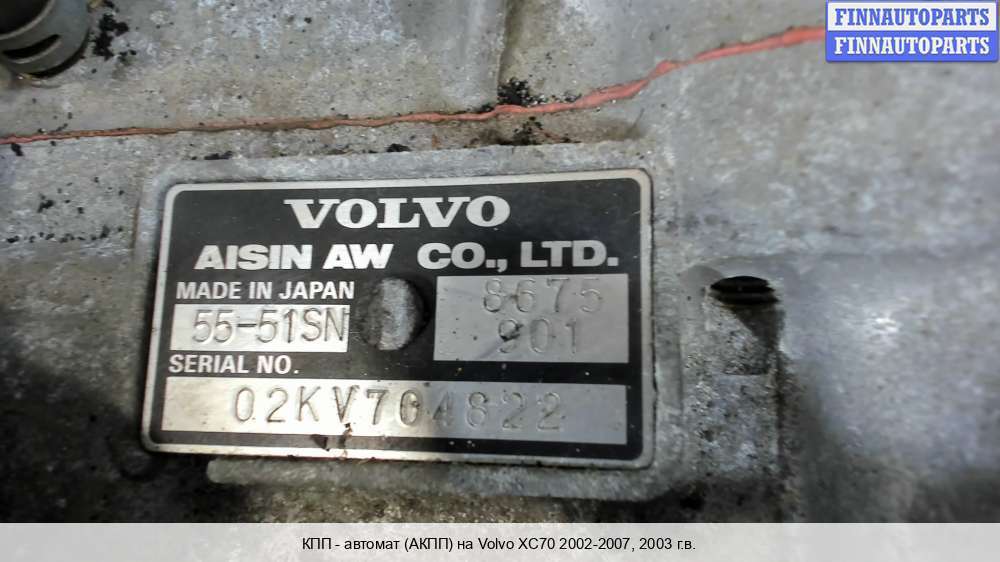 FINNAUTOPARTS
FINNAUTOPARTS
VOLVO
AISIN AW CO., LTD.
MADE IN JAPAN
8675
55-51SN
901
SERIAL NO.
02KV704822
КПП - автомат (АКПП) на Volvo XC70 2002-2007, 2003 г.в.